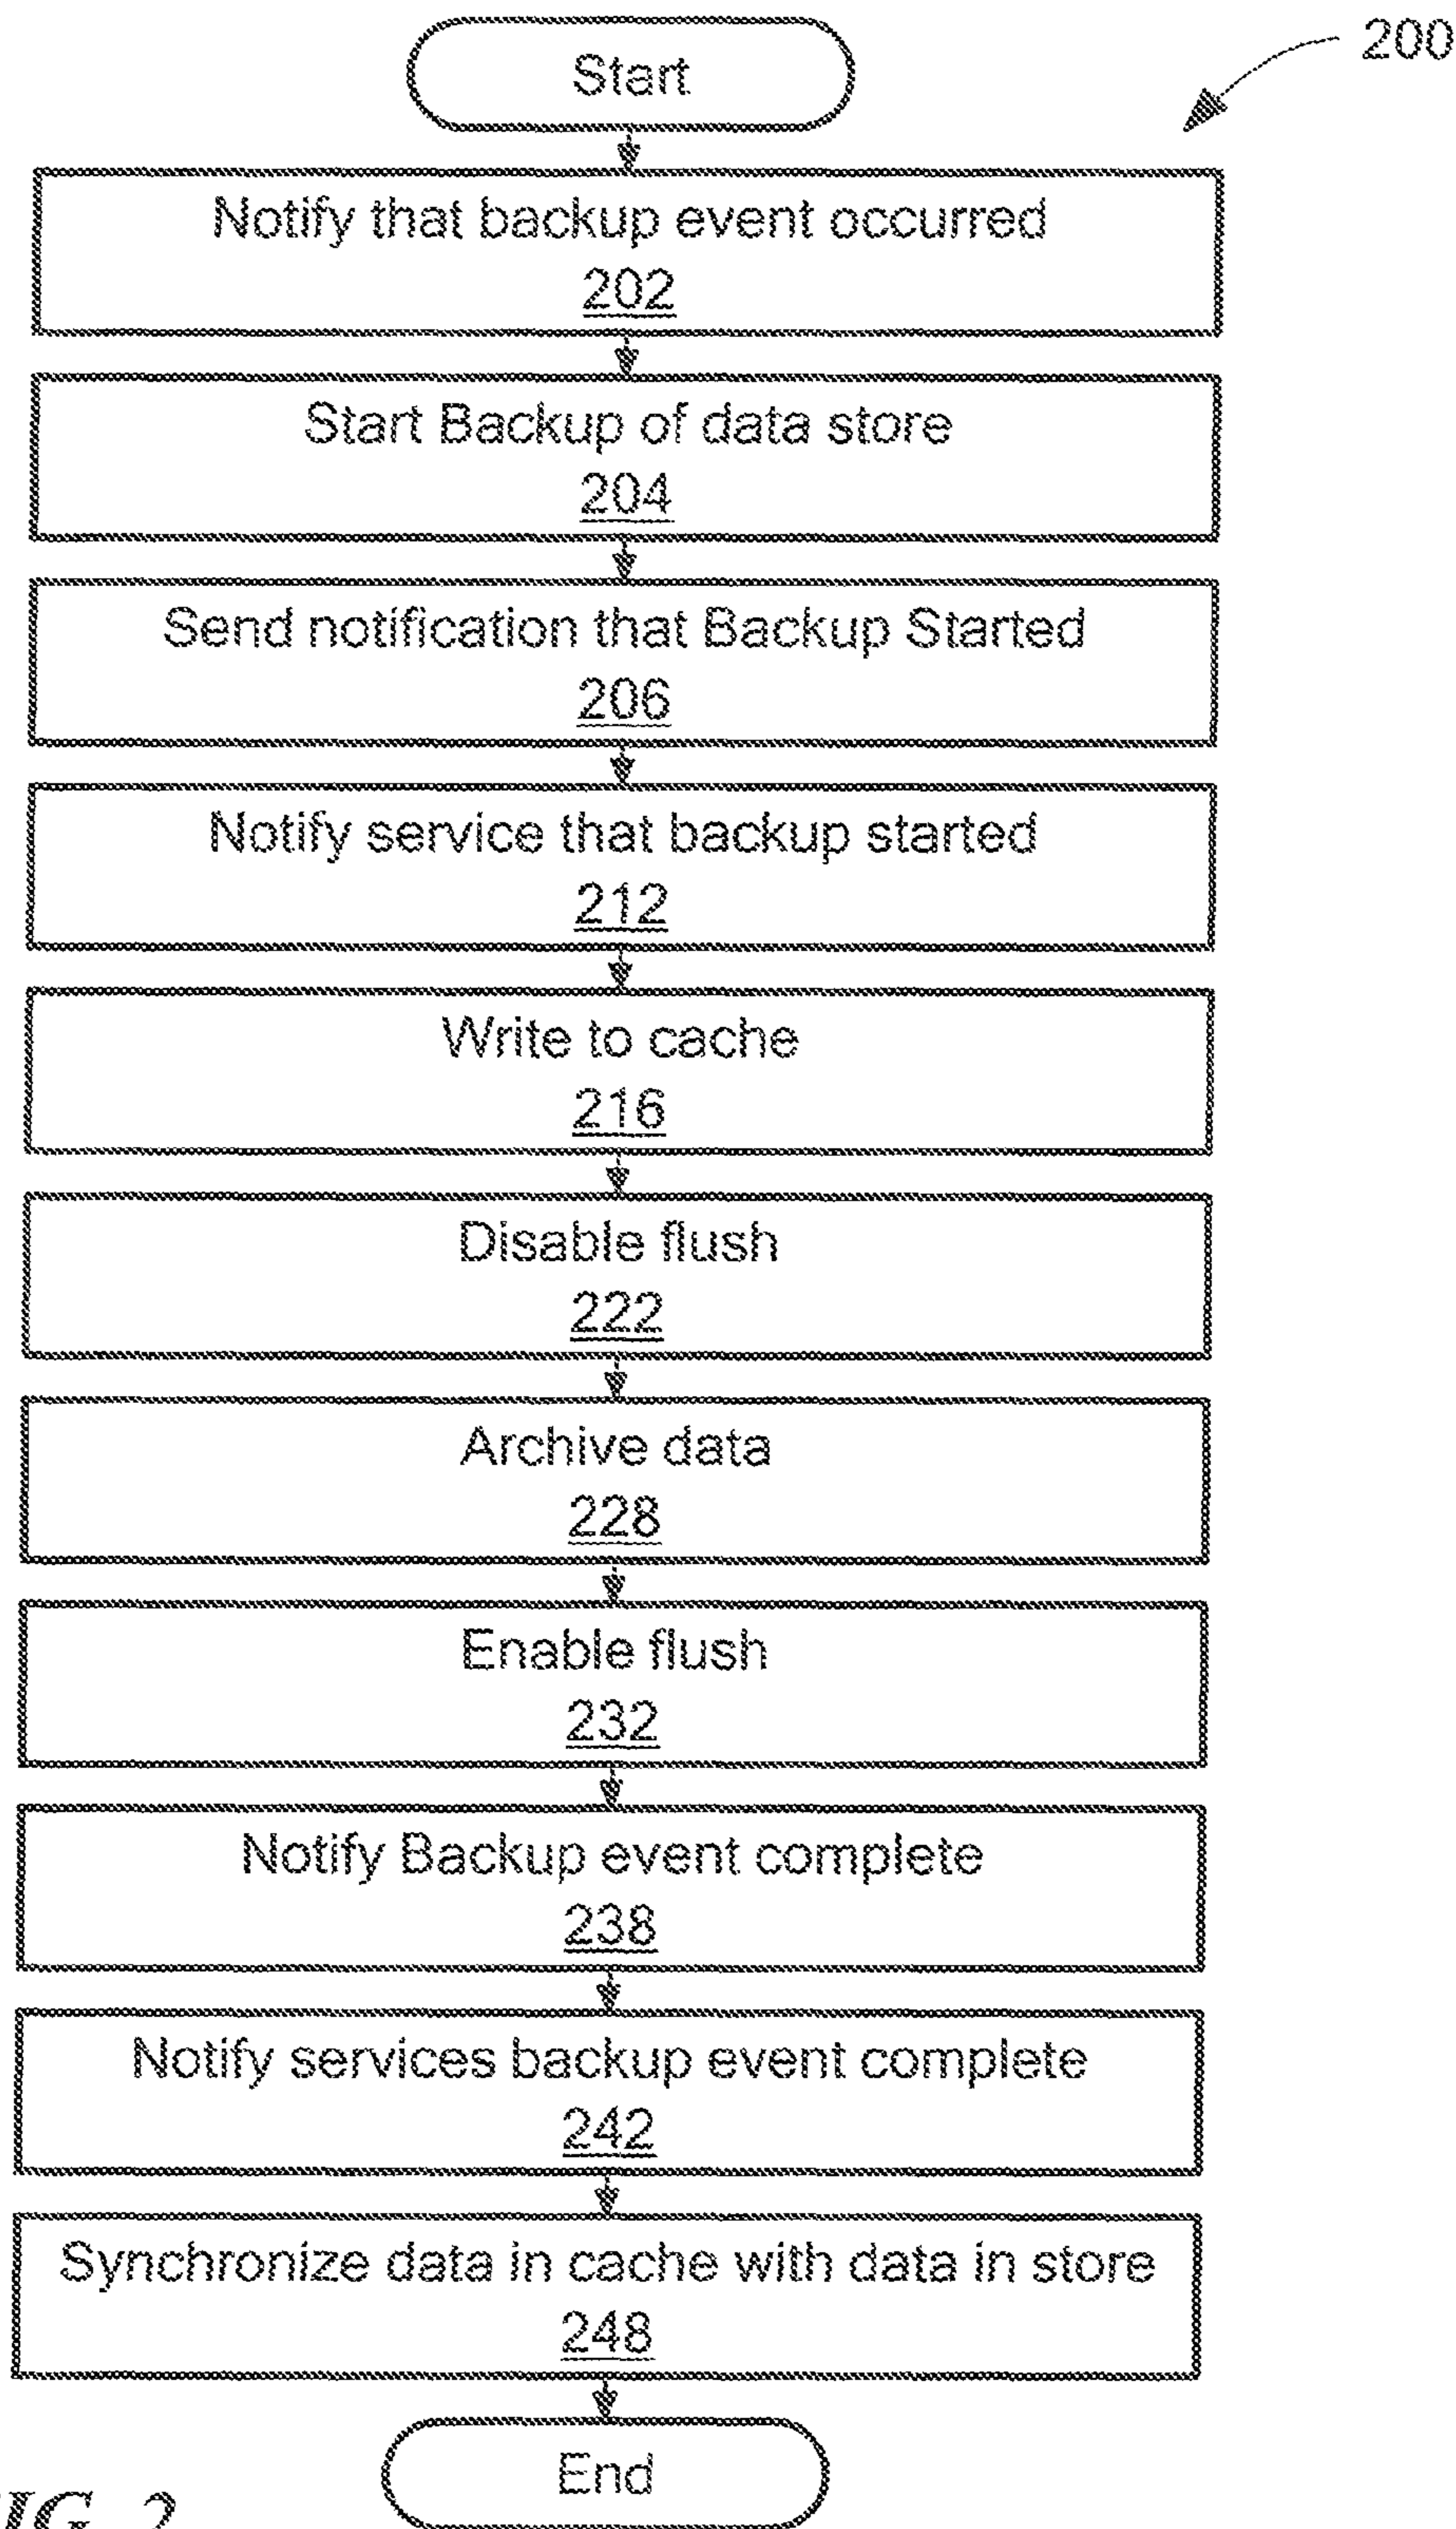 200
Start
Notify that backup event occurred
202
Start Backup of data store
204
Send notification that Backup Started
206
Notify service that backup started
212
Write to cache
216
Disable flush
222
Archive data
228
Enable flush
232
Notify Backup event complete
238
Notify services backup event complete
242
Synchronize data in cache with data in store
248
End